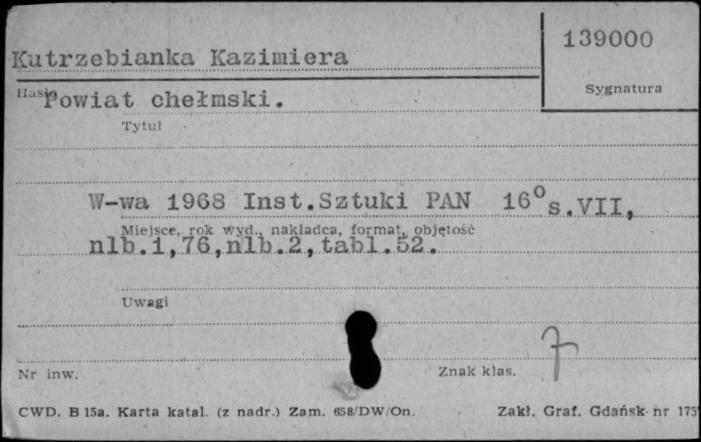 139000
Kutrzebianka Kazimiera
Sygnatura
Hasło
Powiat chełmski.
Tytuł
W-wa 1968 Inst.Sztuki PAN 16⁰ s.VII,
Miejsce, rok wyd., nakładca, format, objętość
nlb.1,76,nlb.2,tabl.52.
Uwagi
7
Nr inw.
Znak klas.
CWD. B 15a. Karta katal. (z nadr.) Zam. 658/DW/On. Zakł. Graf. Gdańsk nr 175